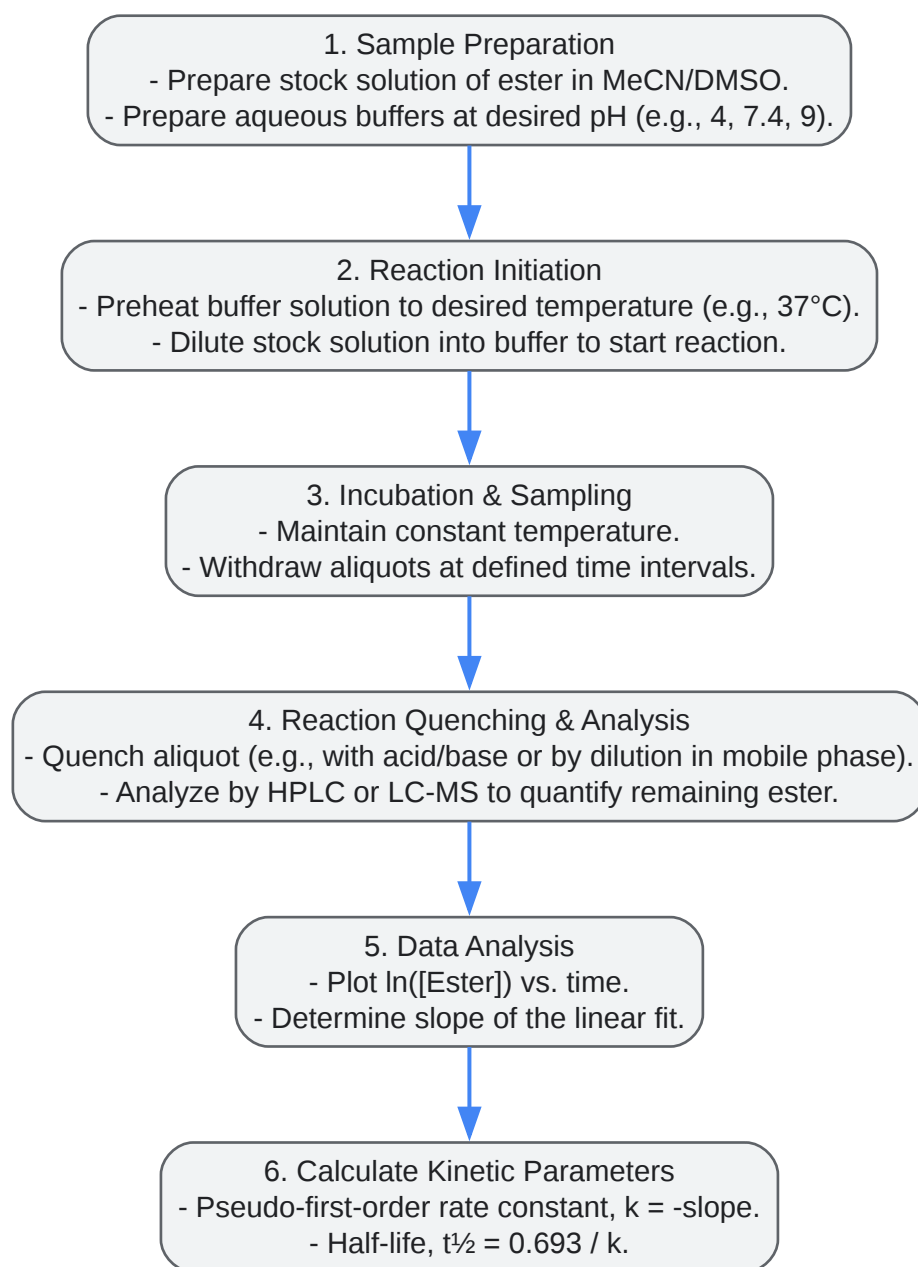 1. Sample Preparation
- Prepare stock solution of ester in MeCN/DMSO.
- Prepare aqueous buffers at desired pH (e.g., 4, 7.4, 9).
2. Reaction Initiation
- Preheat buffer solution to desired temperature (e.g., 37°C).
- Dilute stock solution into buffer to start reaction.
3. Incubation & Sampling
- Maintain constant temperature.
- Withdraw aliquots at defined time intervals.
4. Reaction Quenching & Analysis
- Quench aliquot (e.g., with acid/base or by dilution in mobile phase).
- Analyze by HPLC or LC-MS to quantify remaining ester.
5. Data Analysis
- Plot ln([Ester]) vs. time.
- Determine slope of the linear fit.
6. Calculate Kinetic Parameters
- Pseudo-first-order rate constant, k = -slope.
- Half-life, t½ = 0.693 / k.